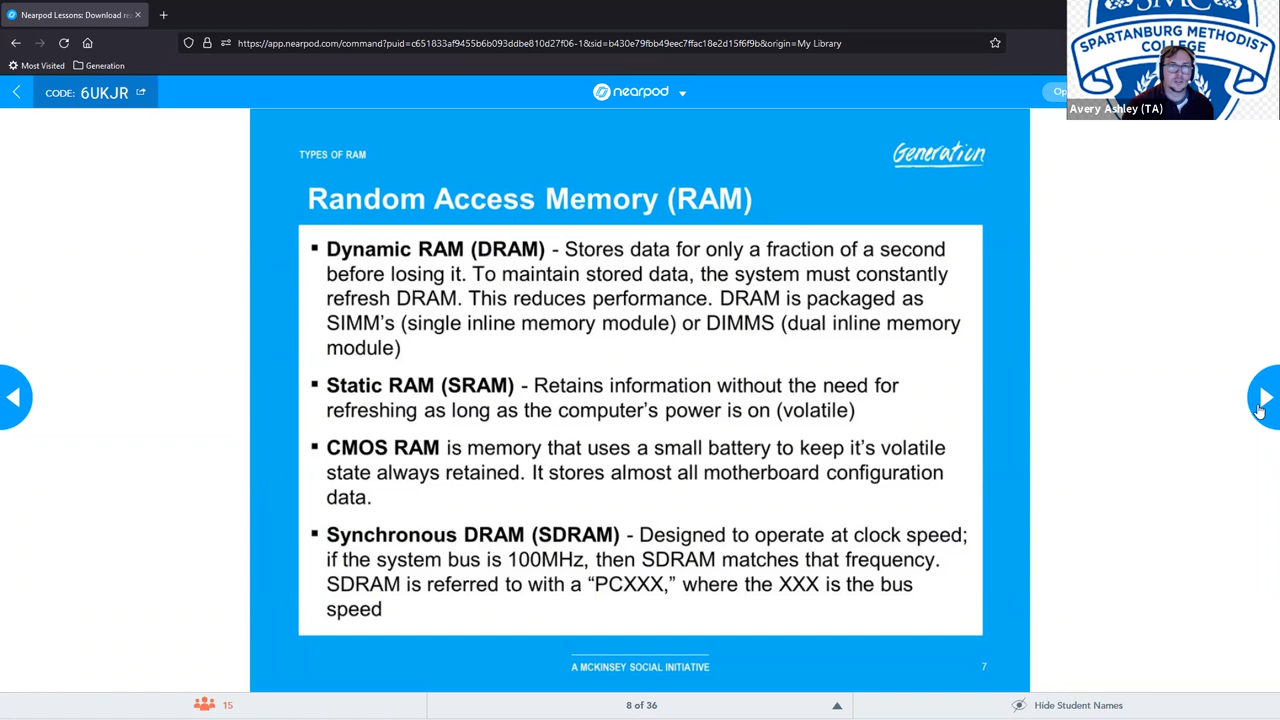 Nearpod Lessons: Download re
https://app.nearpod.com/command?puid=c651833af9455b6b093ddbe810d27f06-1&sid=b430e79fbb49eec7ffac18e2d15f6f9b&origin=My Library
Most Visited
Generation
SMC
SPARTANBURG METHODIST
COLLEGE
Avery Ashley (TA)
CODE: 6UKJR
nearpod
Op
TYPES OF RAM
Generation
Random Access Memory (RAM)
▪ Dynamic RAM (DRAM) - Stores data for only a fraction of a second
before losing it. To maintain stored data, the system must constantly
refresh DRAM. This reduces performance. DRAM is packaged as
SIMM's (single inline memory module) or DIMMS (dual inline memory
module)
▪ Static RAM (SRAM) - Retains information without the need for
refreshing as long as the computer's power is on (volatile)
▪ CMOS RAM is memory that uses a small battery to keep it's volatile
state always retained. It stores almost all motherboard configuration
data.
▪ Synchronous DRAM (SDRAM) - Designed to operate at clock speed;
if the system bus is 100MHz, then SDRAM matches that frequency.
SDRAM is referred to with a “PCXXX,” where the XXX is the bus
speed
A MCKINSEY SOCIAL INITIATIVE
7
15
8 of 36
Hide Student Names